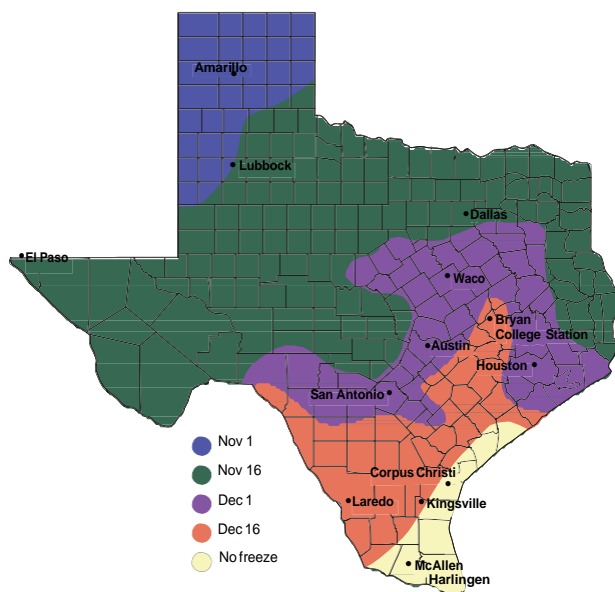 Amarillo
Lubbock
Dallas
El Paso
Waco
Bryan
College Station
Austin
Houston
San Antonio
Nov 1
Nov 16
Dec 1
Dec 16
No freeze
Corpus Christi
Laredo
Kingsville
McAllen
Harlingen